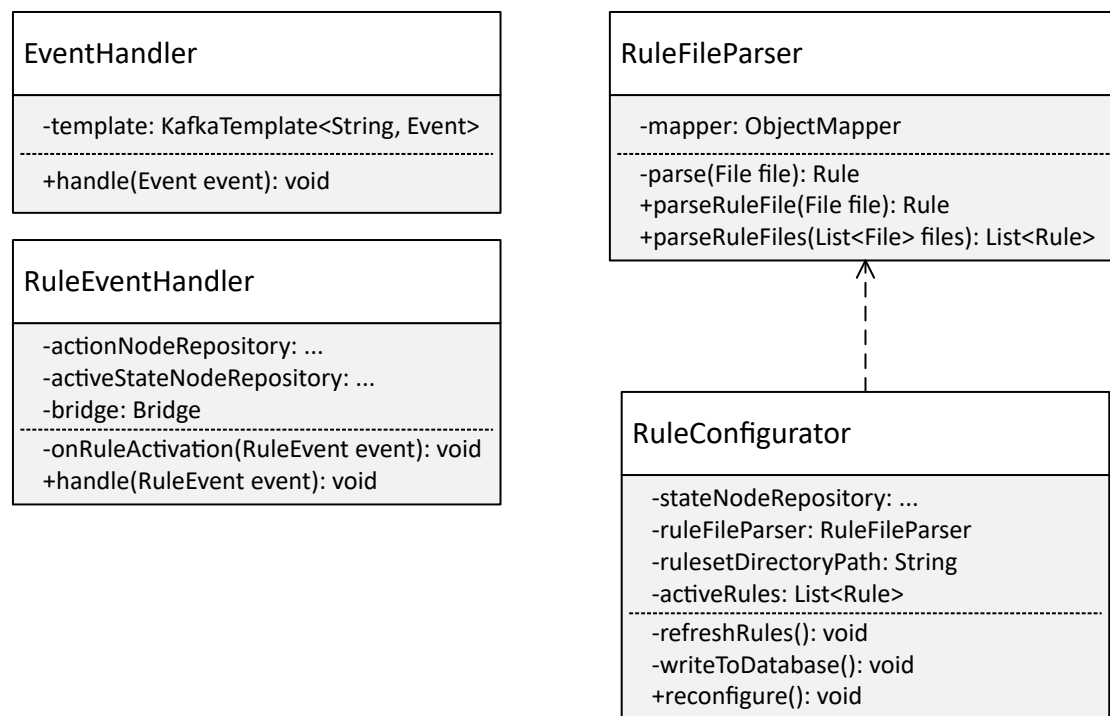 EventHandler
-template: KafkaTemplate<String, Event>
+handle(Event event): void
RuleEventHandler
-actionNodeRepository: ...
-activeStateNodeRepository: ...
-bridge: Bridge
-onRuleActivation(RuleEvent event): void
+handle(RuleEvent event): void
RuleFileParser
-mapper: ObjectMapper
-parse(File file): Rule
+parseRuleFile(File file): Rule
+parseRuleFiles(List<File> files): List<Rule>
RuleConfigurator
-stateNodeRepository: ...
-ruleFileParser: RuleFileParser
-rulesetDirectoryPath: String
-activeRules: List<Rule>
-refreshRules(): void
-writeToDatabase(): void
+reconfigure(): void